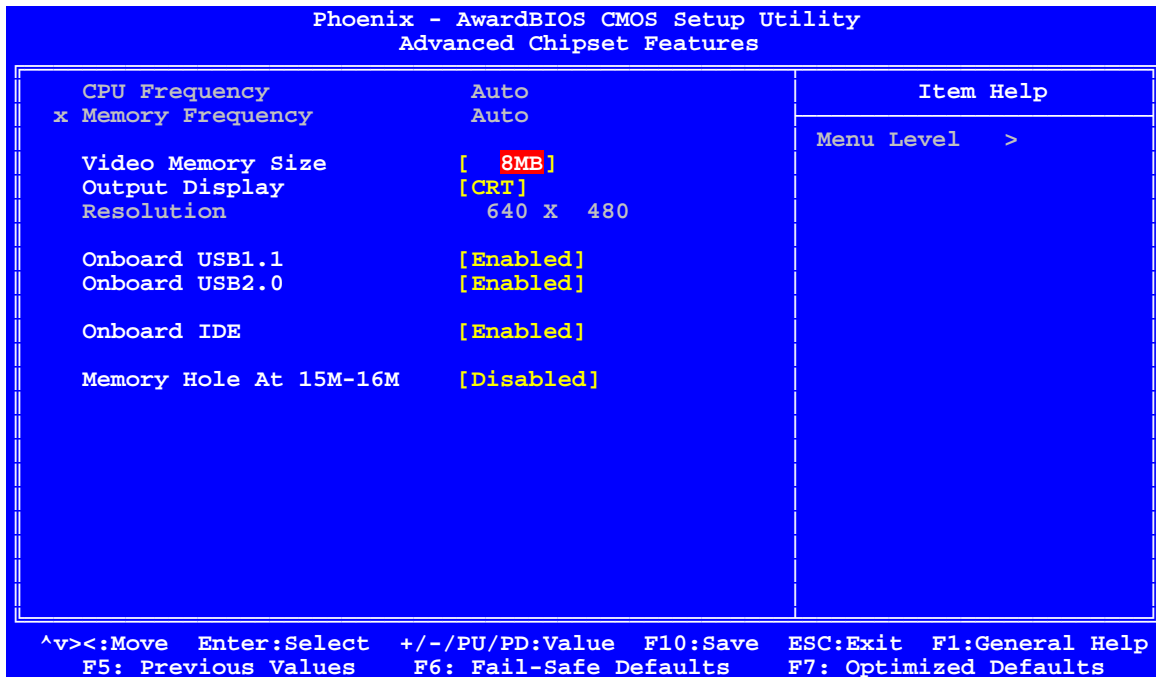 Phoenix - AwardBIOS CMOS Setup Utility
Advanced Chipset Features
CPU Frequency Auto
x Memory Frequency Auto
Video Memory Size [ 8MB]
Output Display [CRT]
Resolution 640 X 480
Onboard USB1.1 [Enabled]
Onboard USB2.0 [Enabled]
Onboard IDE [Enabled]
Memory Hole At 15M-16M [Disabled]
Item Help
Menu Level >
^v><:Move Enter:Select +/-/PU/PD:Value F10:Save ESC:Exit F1:General Help
F5: Previous Values F6: Fail-Safe Defaults F7: Optimized Defaults